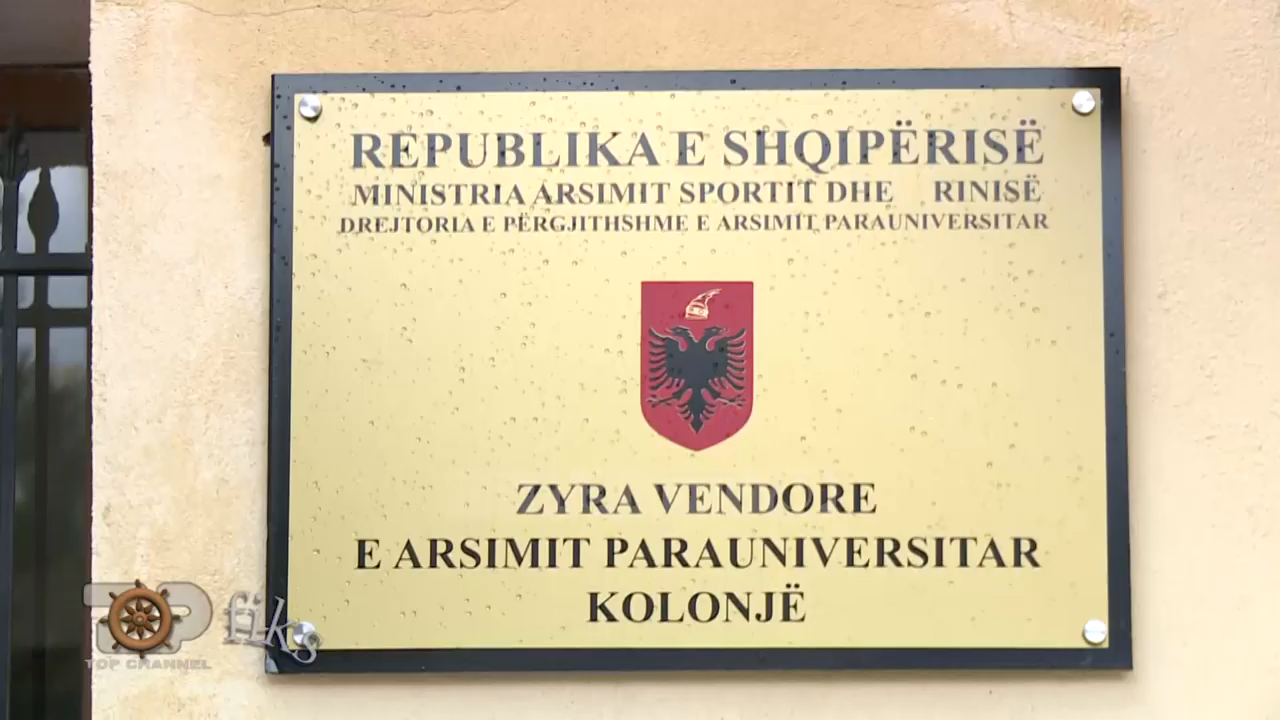 REPUBLIKA E SHQIPËRISË
MINISTRIA ARSIMIT SPORTIT DHE RINISË
DREJTORIA E PËRGJITHSHME E ARSIMIT PARAUNIVERSITAR
ZYRA VENDORE
E ARSIMIT PARAUNIVERSITAR
KOLONJË
TOP
fiks
TOP CHANNEL